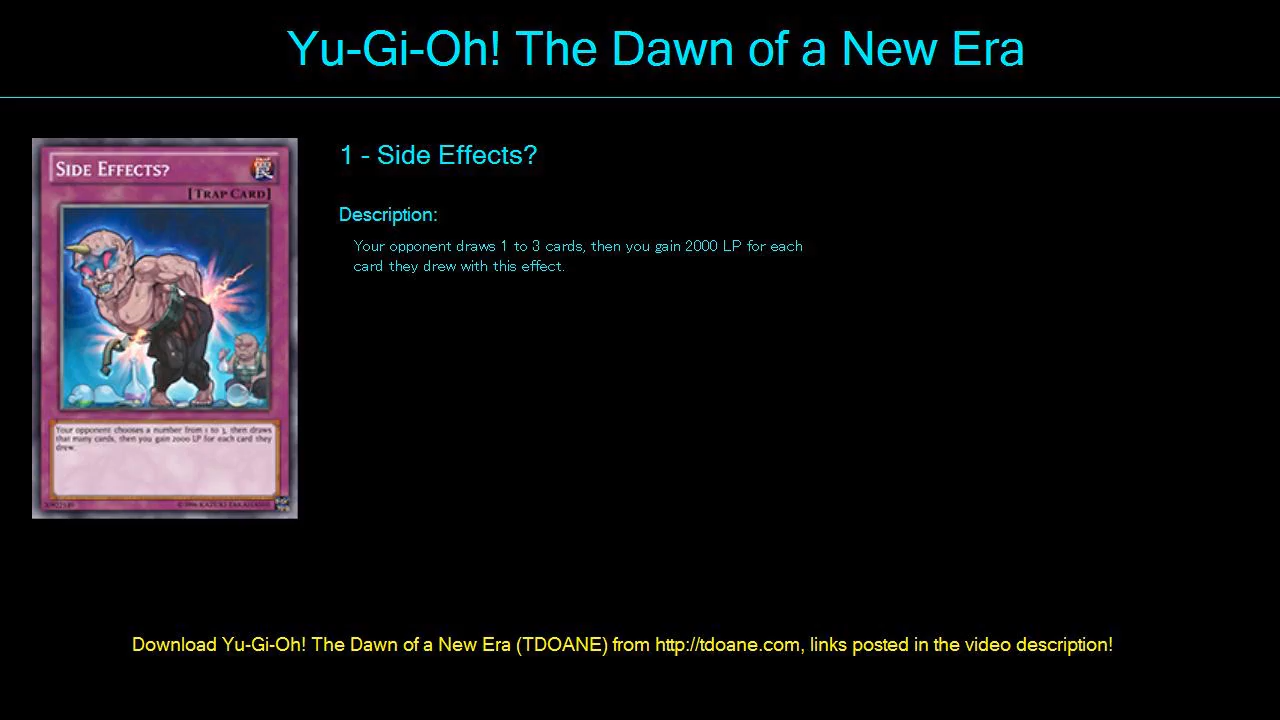 Yu-Gi-Oh! The Dawn of a New Era
SIDE EFFECTS?
罠
[TRAP CARD]
Your opponent chooses a number from 1 to 3, then draws
that many cards, then you gain 2000 LP for each card they
drew.
©1996 KAZUKI TAKAHASHI
1 - Side Effects?
Description:
Your opponent draws 1 to 3 cards, then you gain 2000 LP for each
card they drew with this effect.
Download Yu-Gi-Oh! The Dawn of a New Era (TDOANE) from http://tdoane.com, links posted in the video description!